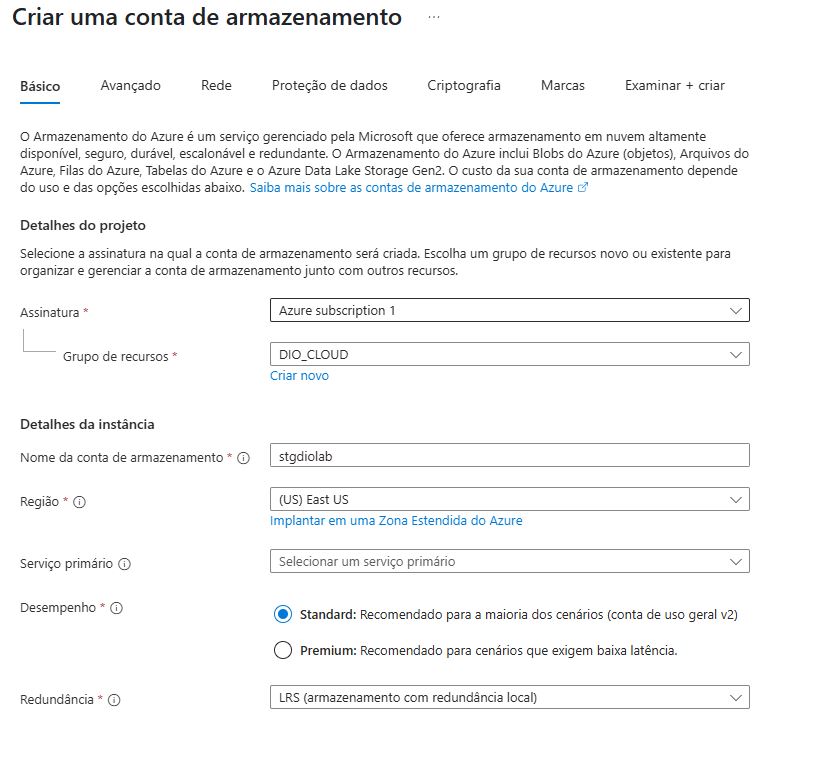 Criar uma conta de armazenamento ...
Básico Avançado Rede Proteção de dados Criptografia Marcas Examinar + criar
O Armazenamento do Azure é um serviço gerenciado pela Microsoft que oferece armazenamento em nuvem altamente
disponível, seguro, durável, escalonável e redundante. O Armazenamento do Azure inclui Blobs do Azure (objetos), Arquivos do
Azure, Filas do Azure, Tabelas do Azure e o Azure Data Lake Storage Gen2. O custo da sua conta de armazenamento depende
do uso e das opções escolhidas abaixo. Saiba mais sobre as contas de armazenamento do Azure
Detalhes do projeto
Selecione a assinatura na qual a conta de armazenamento será criada. Escolha um grupo de recursos novo ou existente para
organizar e gerenciar a conta de armazenamento junto com outros recursos.
Assinatura * Azure subscription 1
Grupo de recursos * DIO_CLOUD
Criar novo
Detalhes da instância
Nome da conta de armazenamento * stgdiolab
Região * (US) East US
Implantar em uma Zona Estendida do Azure
Serviço primário Selecionar um serviço primário
Desempenho * Standard: Recomendado para a maioria dos cenários (conta de uso geral v2)
Premium: Recomendado para cenários que exigem baixa latência.
Redundância * LRS (armazenamento com redundância local)